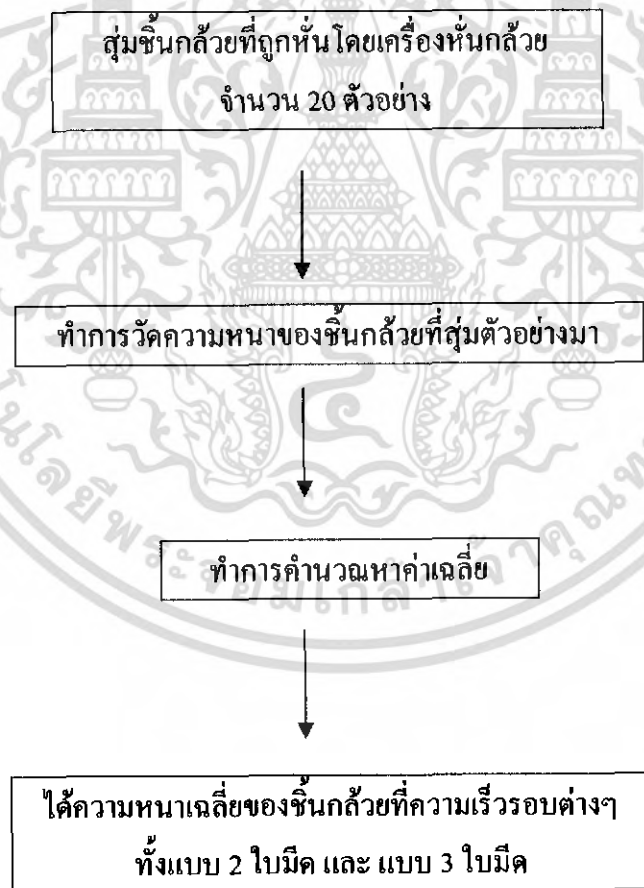 สุ่มชิ้นกล้วยที่ถูกหั่นโดยเครื่องหั่นกล้วย
จำนวน 20 ตัวอย่าง
ทำการวัดความหนาของชิ้นกล้วยที่สุ่มตัวอย่างมา
ทำการคำนวณหาค่าเฉลี่ย
ได้ความหนาเฉลี่ยของชิ้นกล้วยที่ความเร็วรอบต่างๆ
ทั้งแบบ 2 ใบมีด และ แบบ 3 ใบมีด